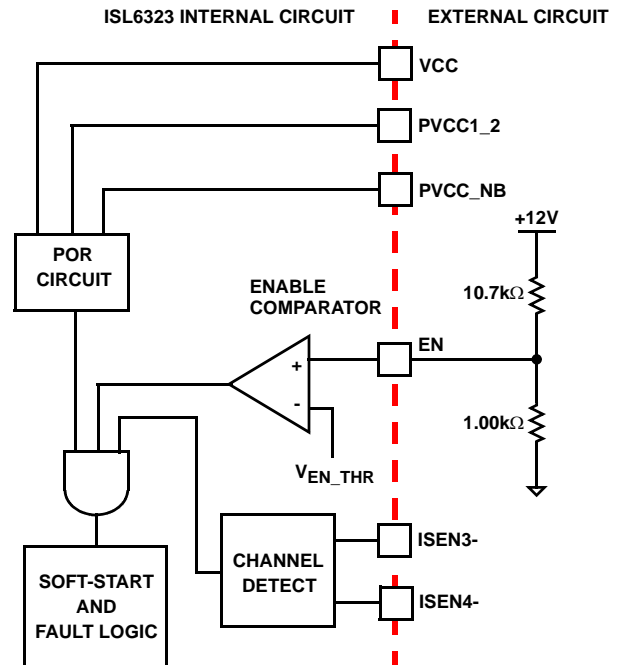 ISL6323 INTERNAL CIRCUIT
EXTERNAL CIRCUIT
VCC
PVCC1_2
PVCC_NB
+12V
POR
CIRCUIT
ENABLE
COMPARATOR
10.7kΩ
EN
+
-
1.00kΩ
VEN_THR
ISEN3-
CHANNEL
DETECT
ISEN4-
SOFT-START
AND
FAULT LOGIC